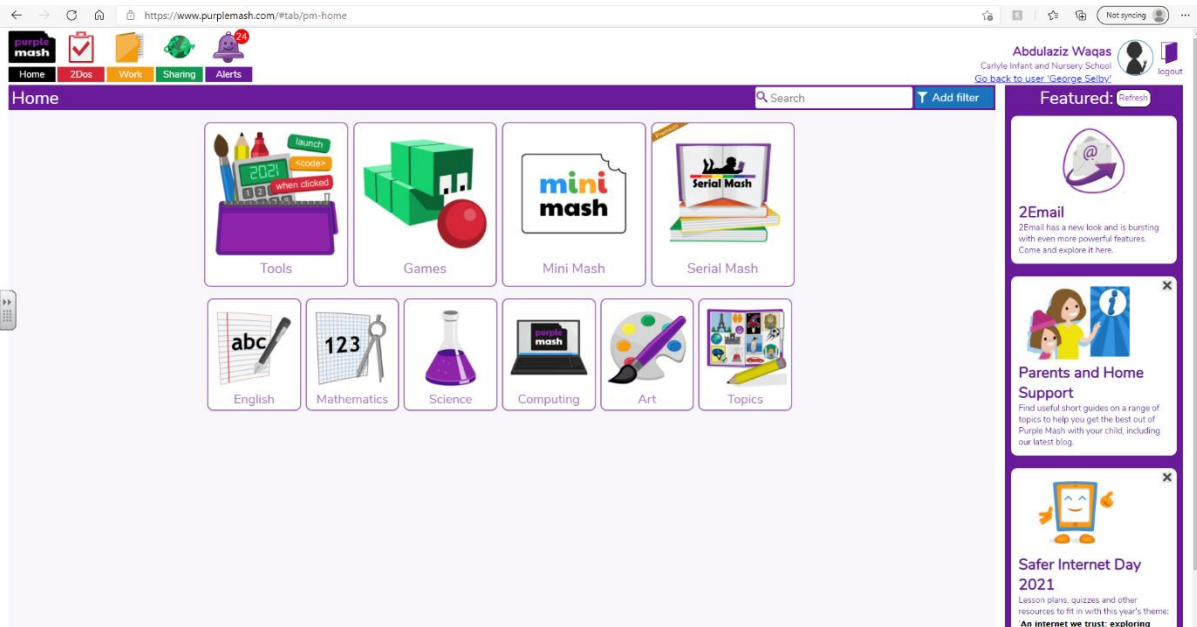 https://www.purplemash.com/#tab/pm-home
Not syncing
purple
mash
24
Home
2Dos
Work
Sharing
Alerts
Abdulaziz Waqas
Carlyle Infant and Nursery School
Go back to user 'George Selby'
logout
Home
Search
Add filter
Featured:
Refresh
launch
<code>
when clicked
2021
Tools
Games
mini
mash
Mini Mash
Premium
Serial Mash
Serial Mash
abc
English
123
Mathematics
Science
purple
mash
Computing
Art
Topics
@
2Email
2Email has a new look and is bursting
with even more powerful features.
Come and explore it here.
Parents and Home
Support
Find useful short guides on a range of
topics to help you get the best out of
Purple Mash with your child, including
our latest blog.
Safer Internet Day
2021
Lesson plans, quizzes and other
resources to fit in with this year's theme:
'An internet we trust: exploring